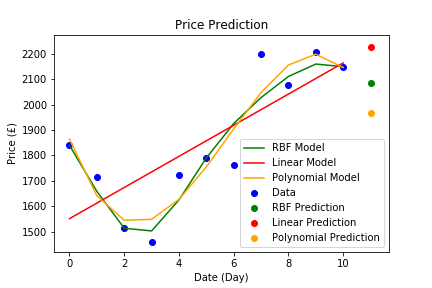 Price Prediction
Price (£)
2200
2100
2000
1900
1800
1700
1600
1500
RBF Model
Linear Model
Polynomial Model
Data
RBF Prediction
Linear Prediction
Polynomial Prediction
0 2 4 6 8 10
Date (Day)